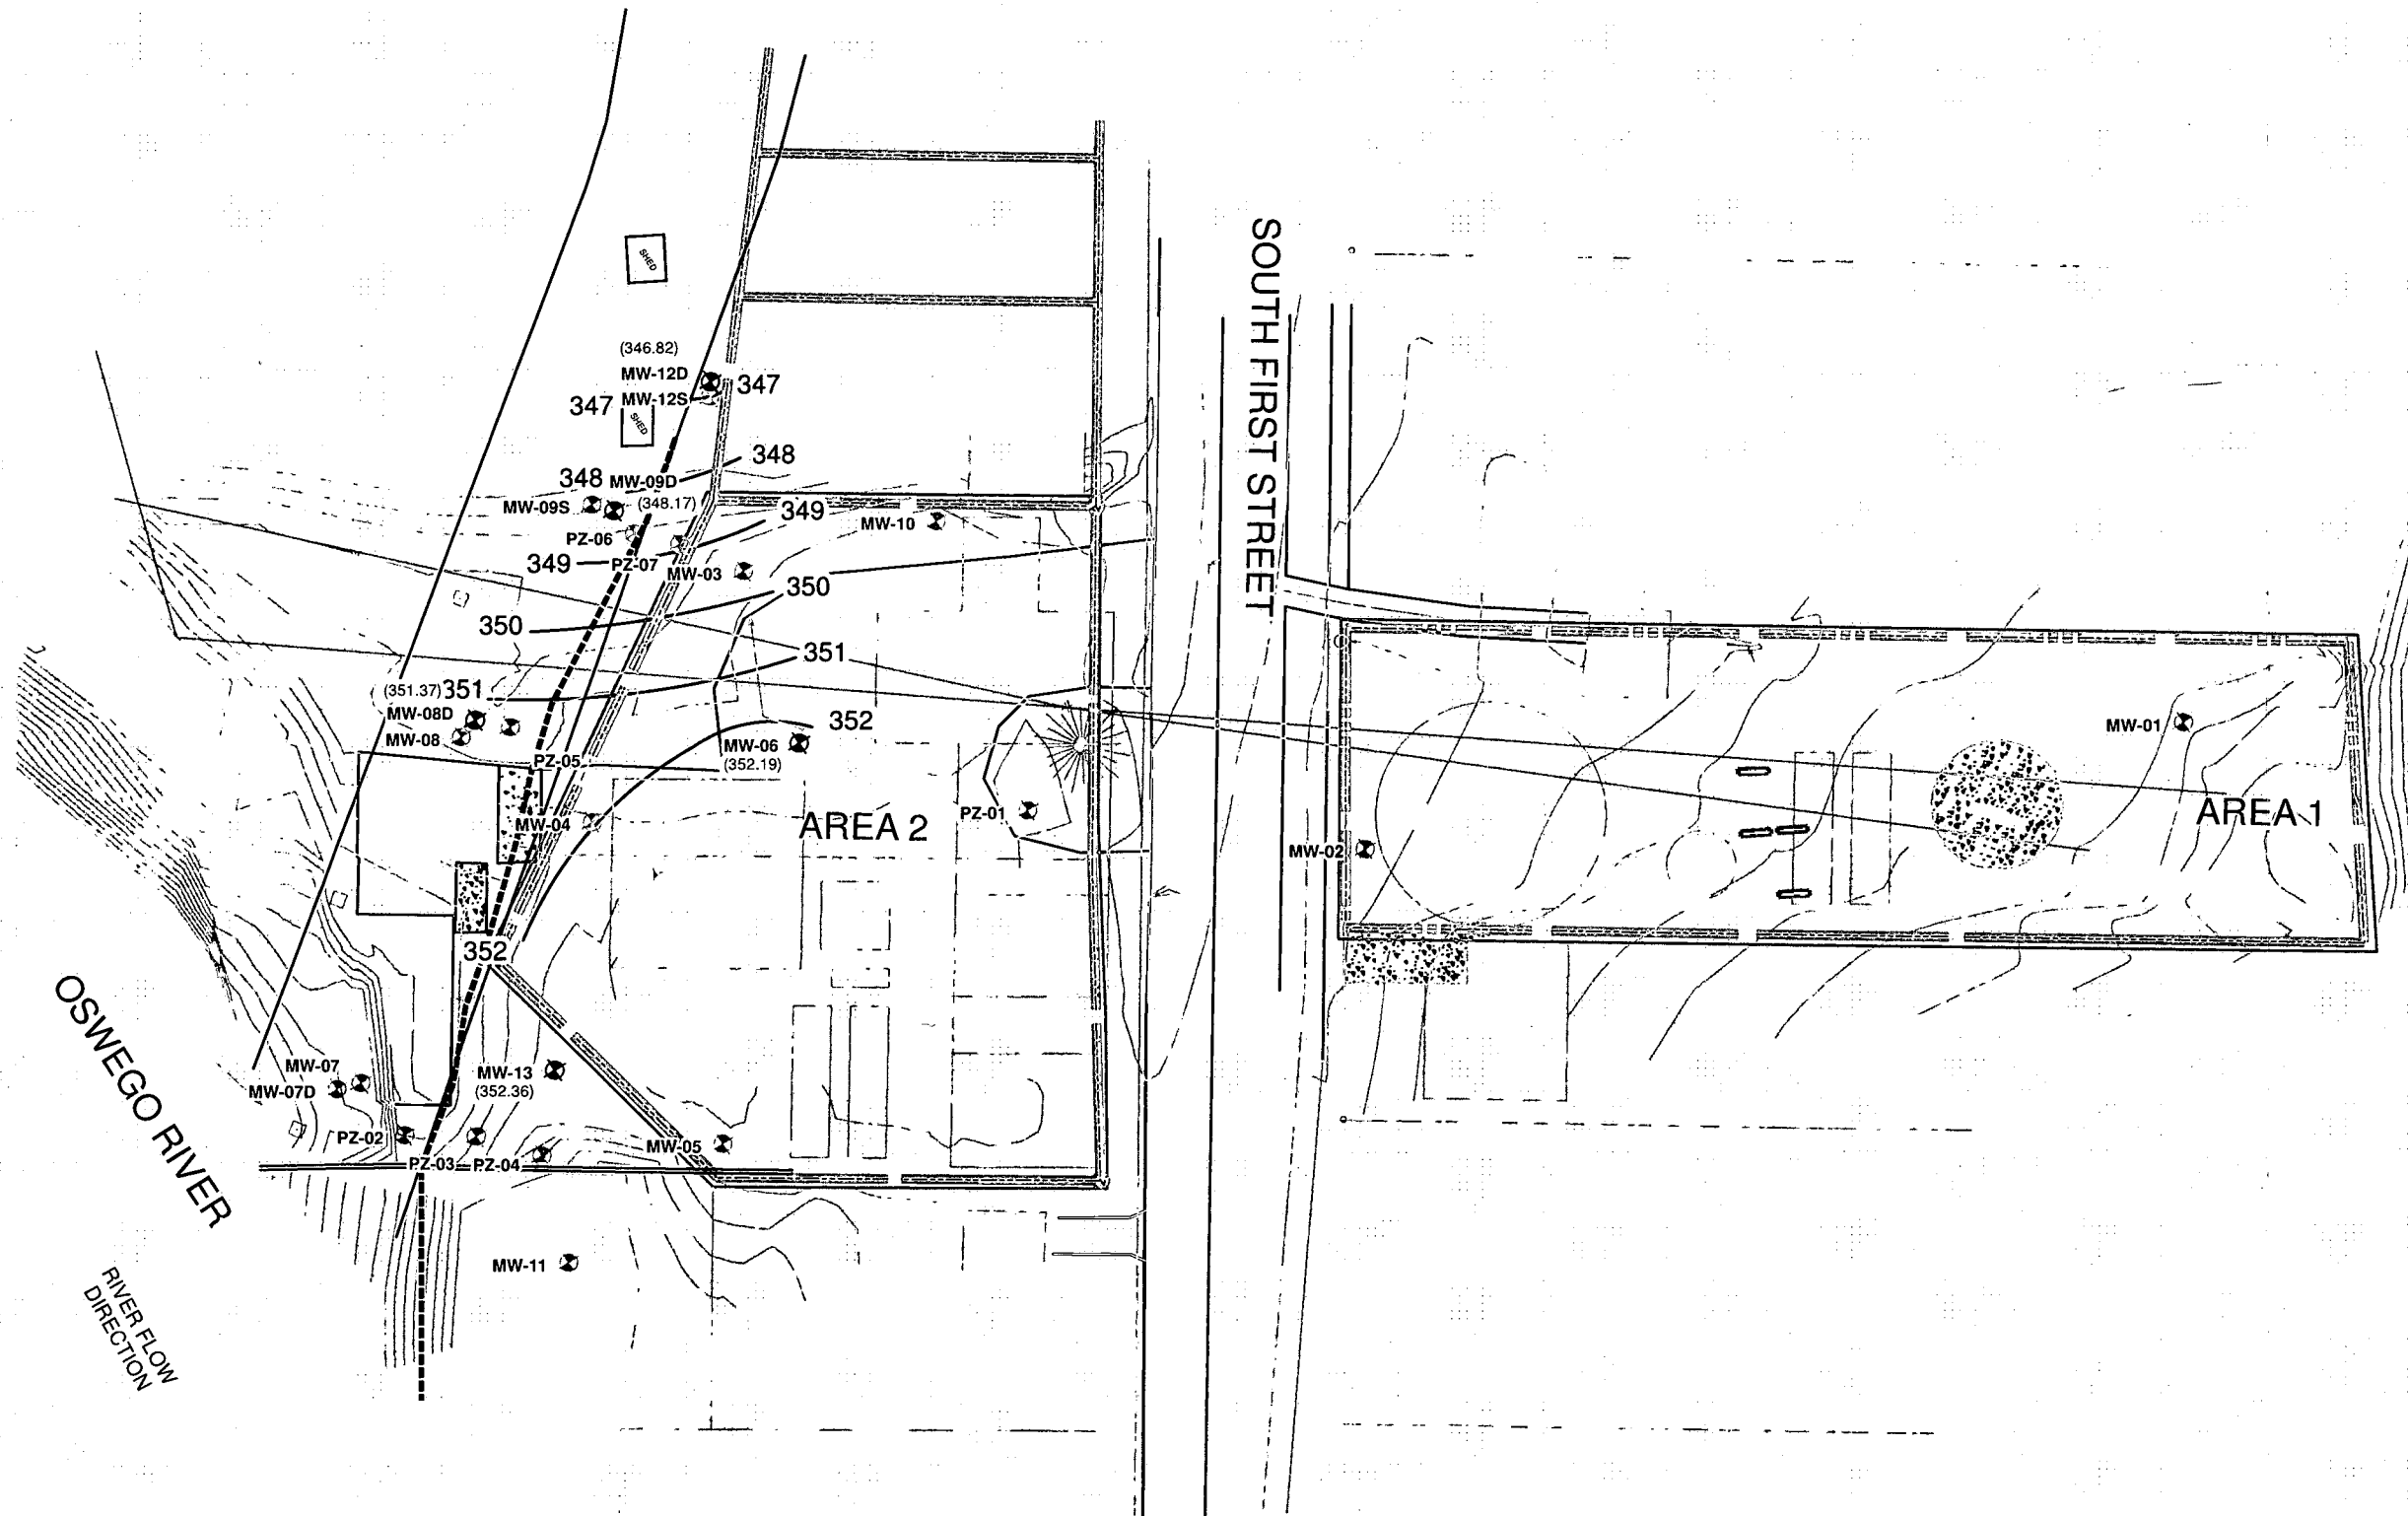 SHED
SOUTH FIRST STREET
(346.82)
MW-12D
347
347
MW-12S
SHED
348
348
MW-09D
MW-09S
(348.17)
349
MW-10
PZ-06
349
PZ-07
MW-03
350
350
351
(351.37)
351
MW-08D
MW-08
352
MW-06
(352.19)
MW-01
PZ-05
AREA 2
PZ-01
AREA 1
MW-04
MW-02
352
OSWEGO RIVER
MW-07
MW-07D
MW-13
(352.36)
PZ-02
MW-05
PZ-03
PZ-04
MW-11
RIVER FLOW
DIRECTION